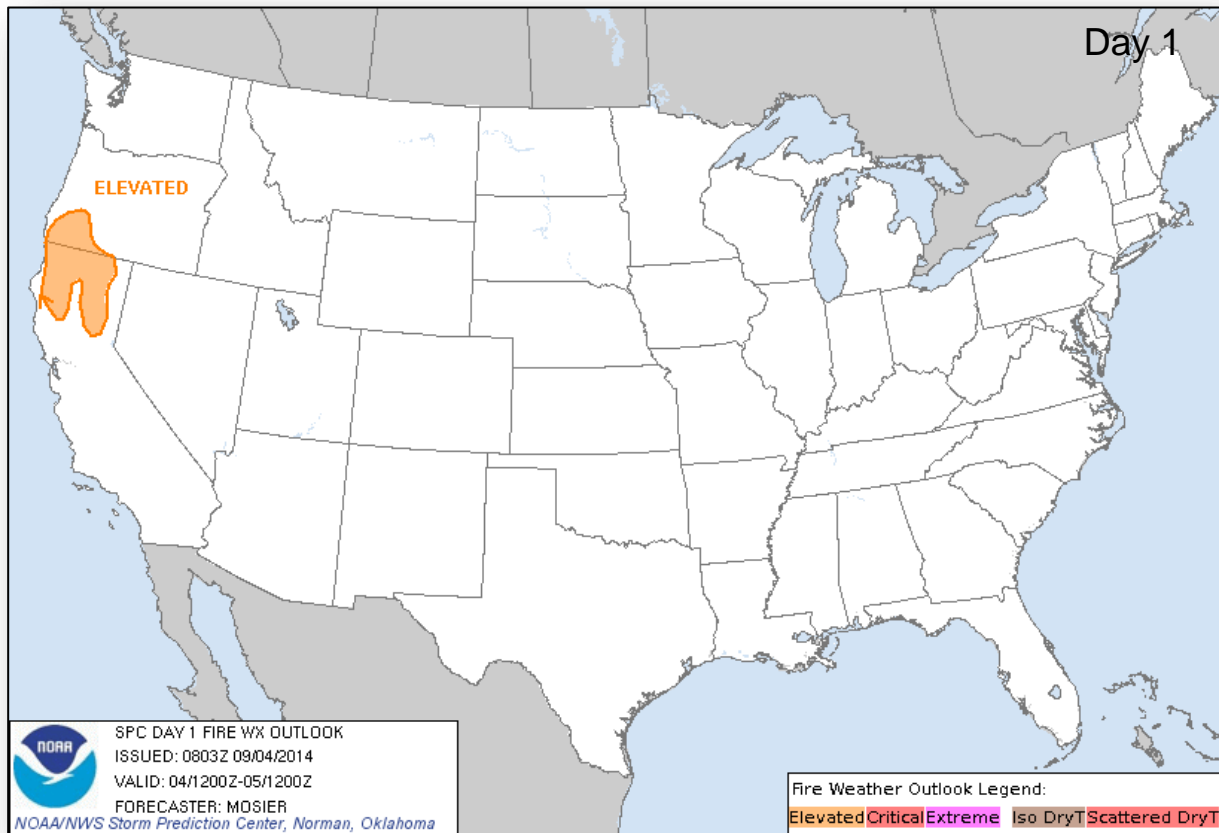 Day 1
ELEVATED
NOAA
SPC DAY 1 FIRE WX OUTLOOK
ISSUED: 0803Z 09/04/2014
VALID: 04/1200Z-05/1200Z
FORECASTER: MOSIER
NOAA/NWS Storm Prediction Center, Norman, Oklahoma
Fire Weather Outlook Legend:
Elevated Critical Extreme Iso DryT Scattered DryT